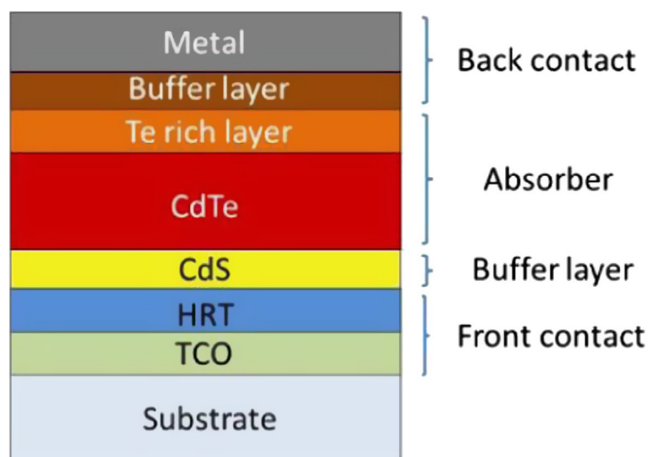 Metal
Buffer layer
Te rich layer
CdTe
CdS
HRT
TCO
Substrate
Back contact
Absorber
Buffer layer
Front contact